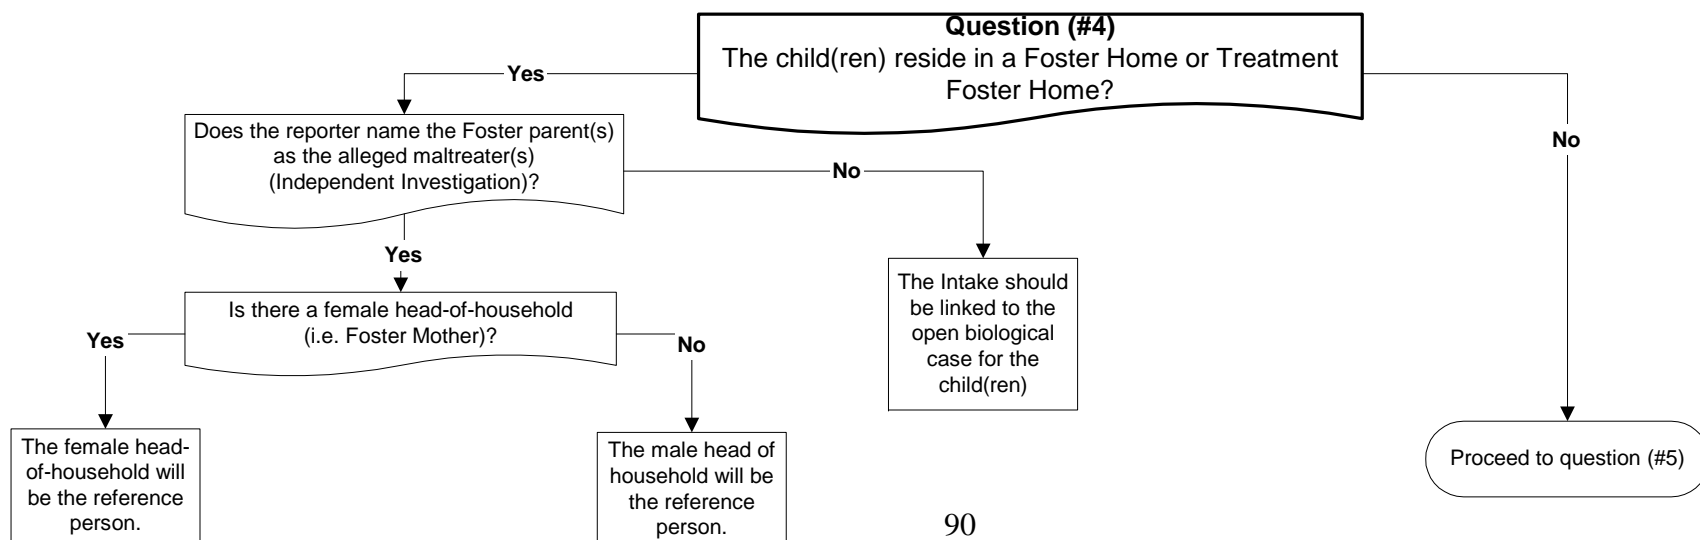 Question (#4)
The child(ren) reside in a Foster Home or Treatment
Foster Home?
Yes
No
Does the reporter name the Foster parent(s)
as the alleged maltreater(s)
(Independent Investigation)?
No
Yes
The Intake should
be linked to the
open biological
case for the
child(ren)
Is there a female head-of-household
(i.e. Foster Mother)?
Yes
No
The female head-
of-household will
be the reference
person.
The male head of
household will be
the reference
person.
Proceed to question (#5)
90